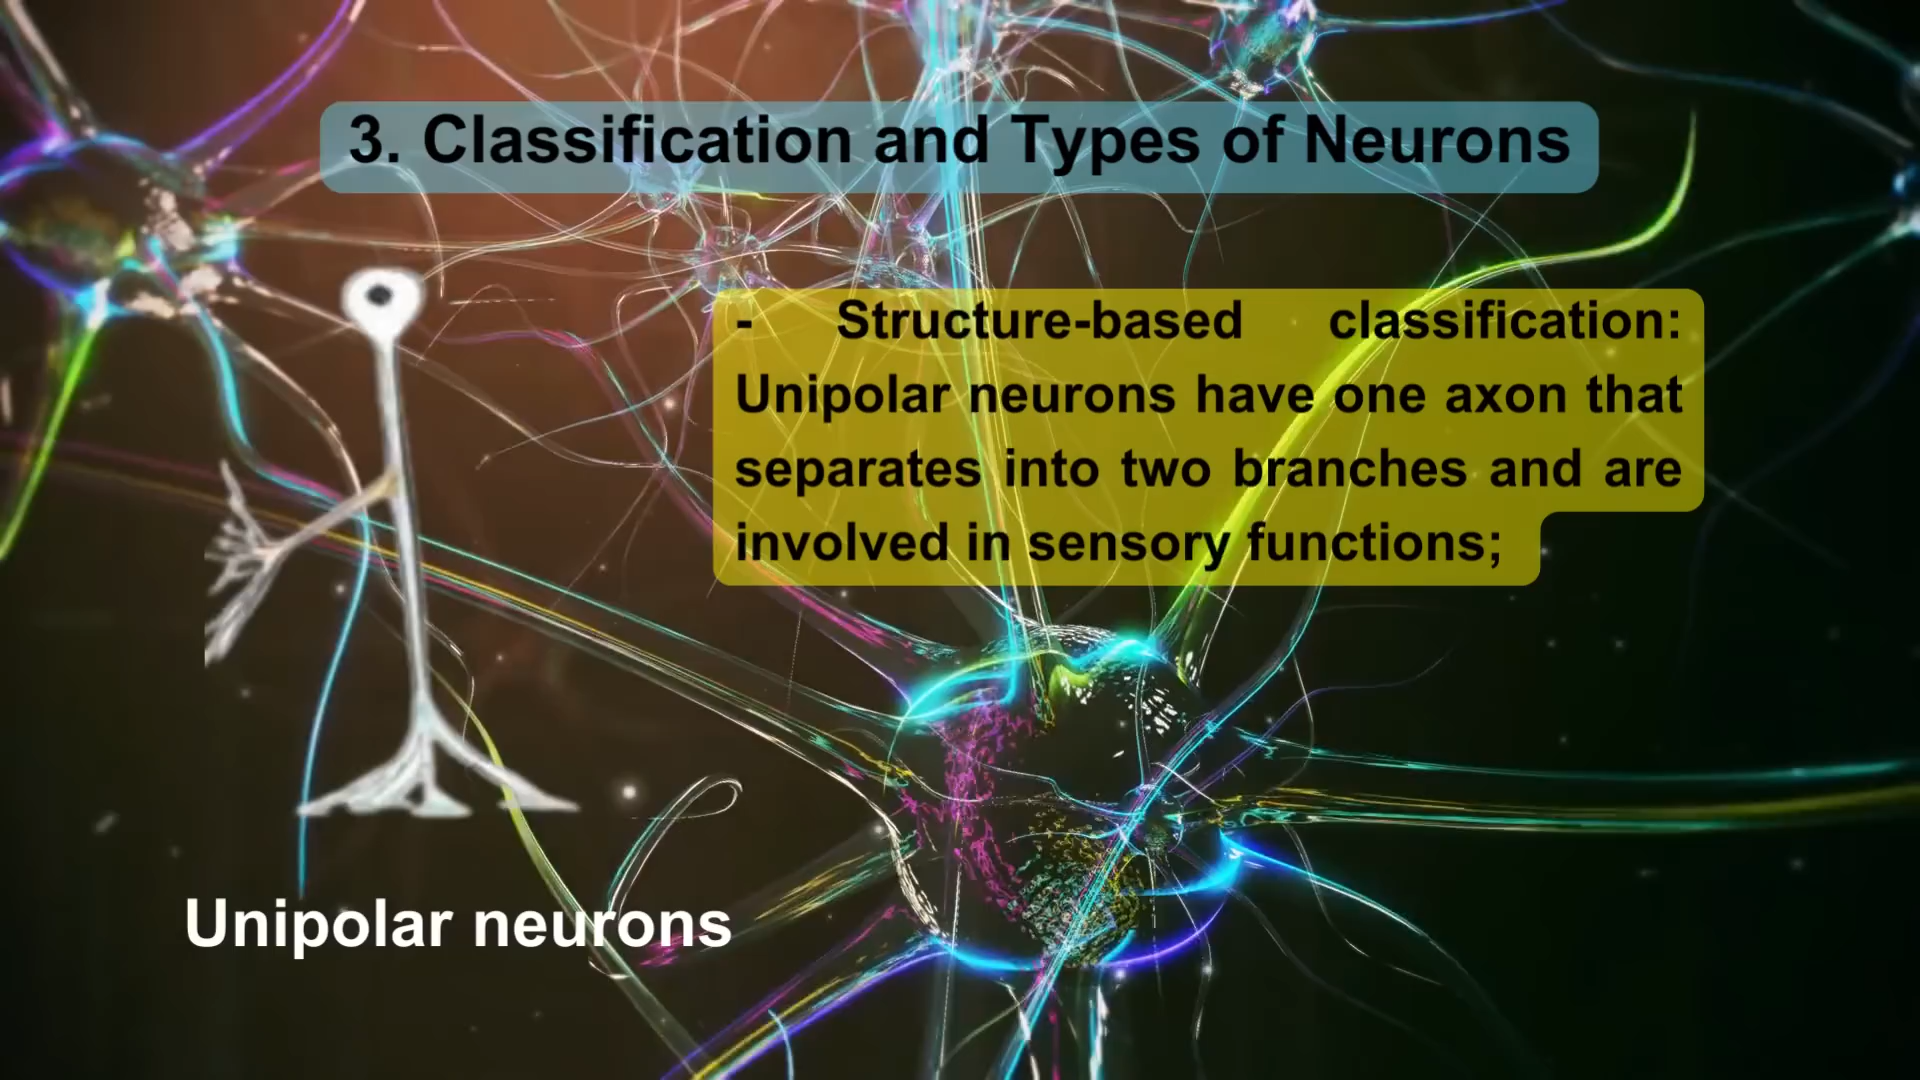 3. Classification and Types of Neurons
- Structure-based classification:
Unipolar neurons have one axon that
separates into two branches and are
involved in sensory functions;
Unipolar neurons